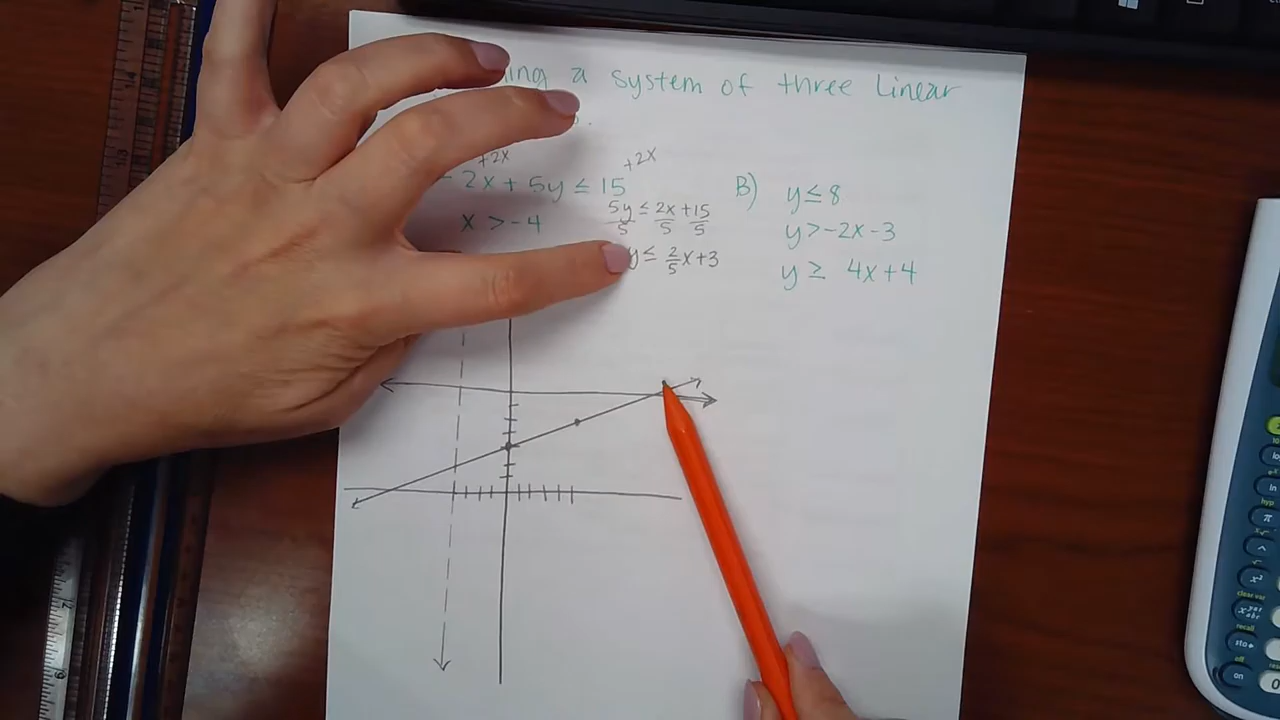 a system of three Linear
+2x +2x
- 2x + 5y ≤ 15
x > -4
5y ≤ 2x + 15
5 5 5
y ≤ 2/5 x + 3
B) y ≤ 8
y > -2x - 3
y ≥ 4x + 4